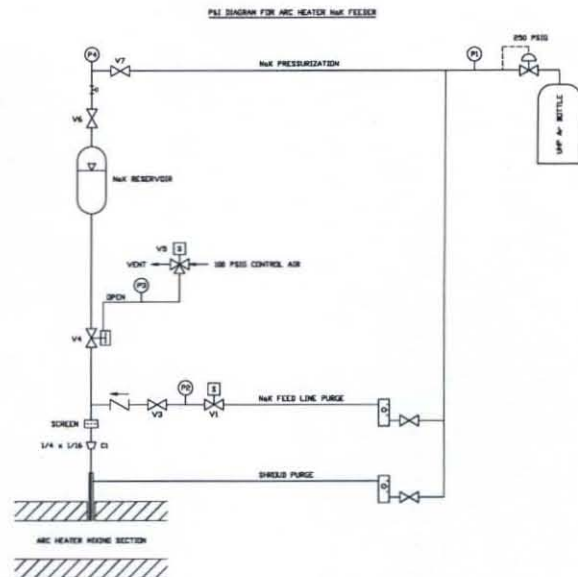 P&I DIAGRAM FOR ARC HEATER NaK FEEDER
250 PSIG
P4
V7
NaK PRESSURIZATION
P1
UHP Ar BOTTLE
V6
NaK RESERVOIR
V5
S
VENT
100 PSIG CONTROL AIR
P3
OPEN
V4
S
P2
NaK FEED LINE PURGE
V3
V1
SCREEN
1/4 x 1/16
C1
SHROUD PURGE
ARC HEATER MIXING SECTION